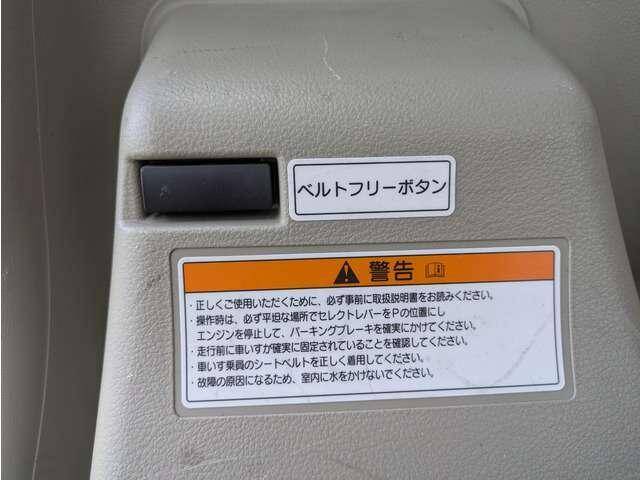 ベルトフリーボタン
警告
・正しくご使用いただくために、必ず事前に取扱説明書をお読みください。
・操作時は、必ず平坦な場所でセレクトレバーをPの位置にし
エンジンを停止して、パーキングブレーキを確実にかけてください。
・走行前に車いすが確実に固定されていることを確認してください。
・車いす乗員のシートベルトを正しく着用してください。
・故障の原因になるため、室内に水をかけないでください。